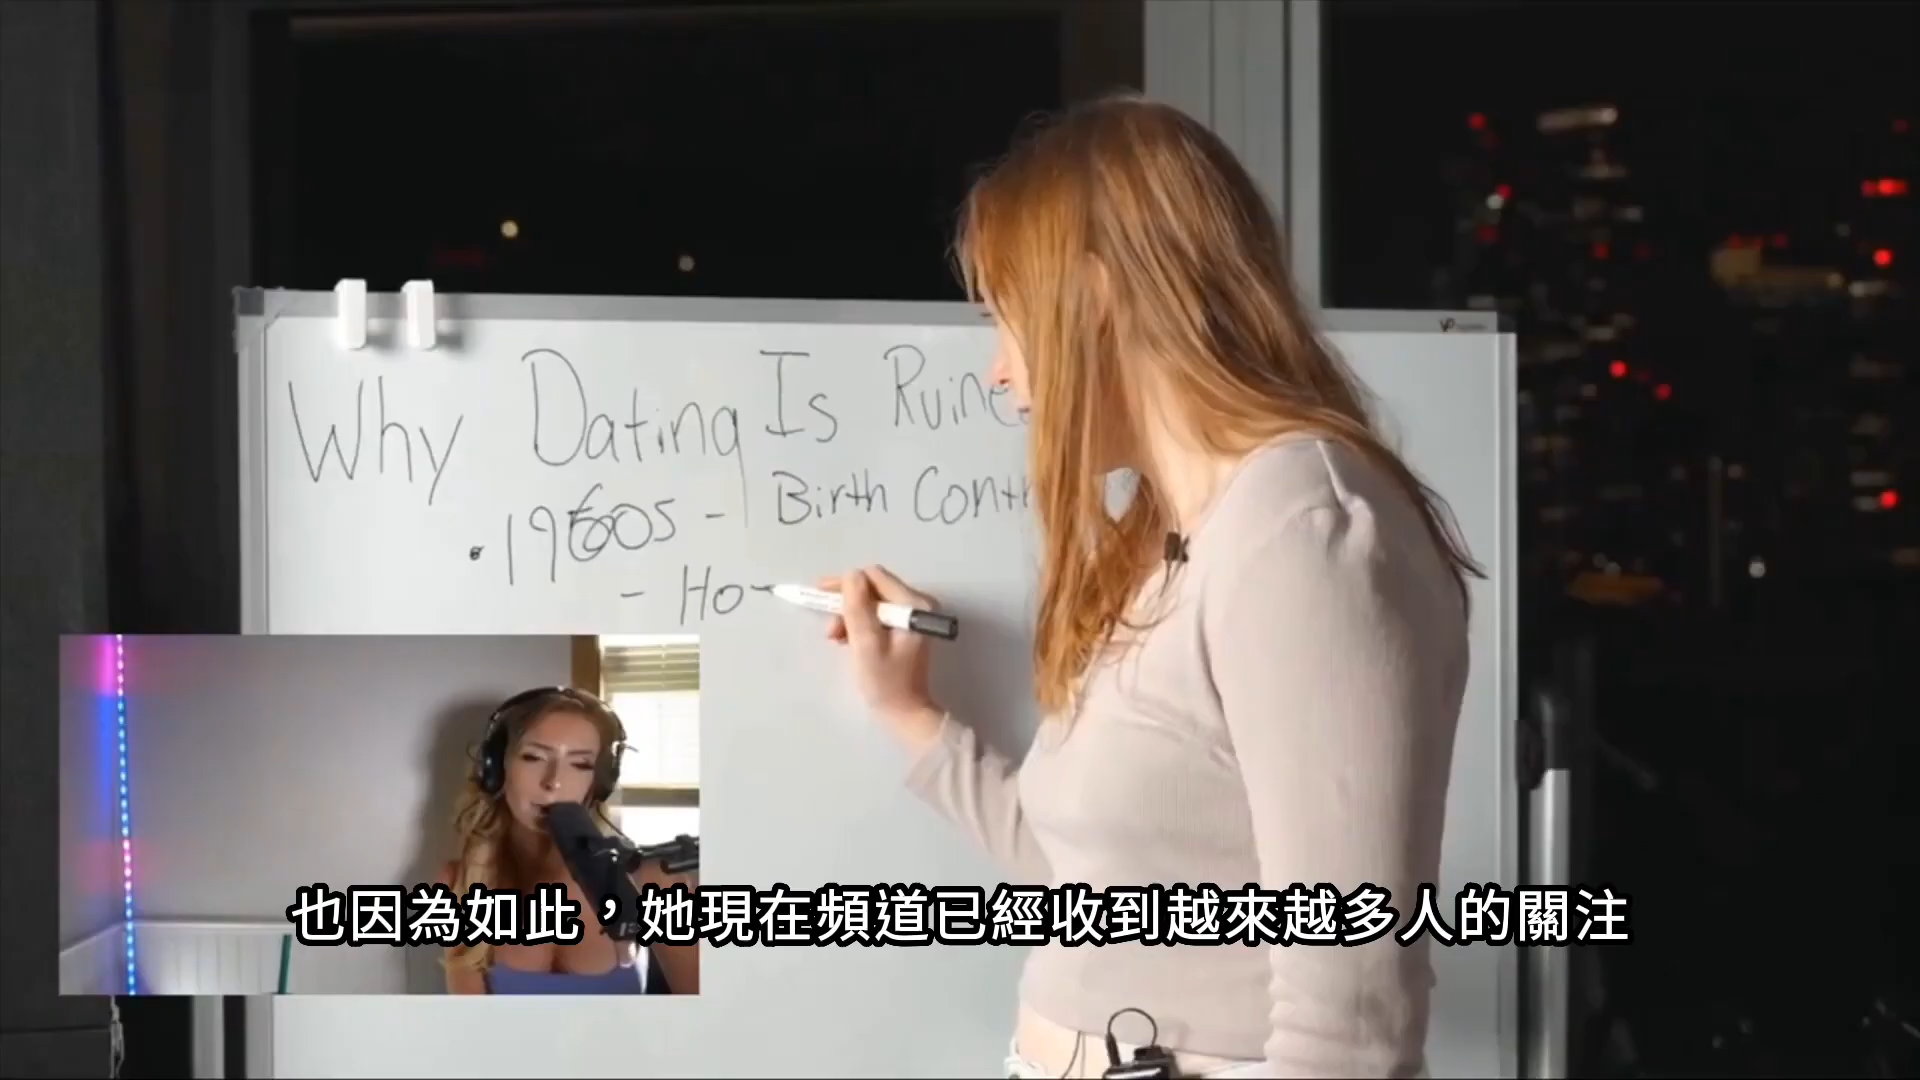 Why Dating Is Ruine
• 1960s - Birth Cont
- Ho
也因為如此，她現在頻道已經收到越來越多人的關注